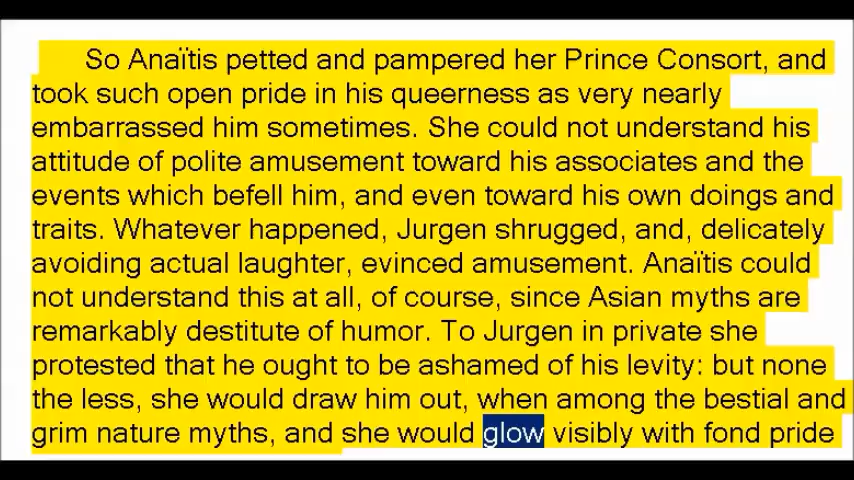 So Anaïtis petted and pampered her Prince Consort, and
took such open pride in his queerness as very nearly
embarrassed him sometimes. She could not understand his
attitude of polite amusement toward his associates and the
events which befell him, and even toward his own doings and
traits. Whatever happened, Jurgen shrugged, and, delicately
avoiding actual laughter, evinced amusement. Anaïtis could
not understand this at all, of course, since Asian myths are
remarkably destitute of humor. To Jurgen in private she
protested that he ought to be ashamed of his levity: but none
the less, she would draw him out, when among the bestial and
grim nature myths, and she would glow visibly with fond pride